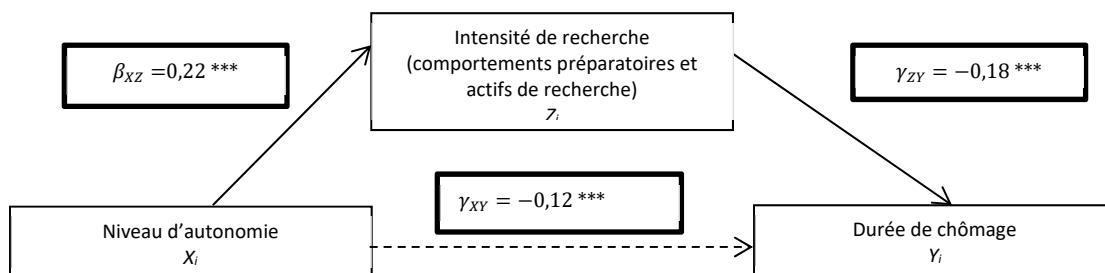 Intensité de recherche
(comportements préparatoires et
actifs de recherche)
Zᵢ
β_XZ =0,22 ***
γ_ZY = −0,18 ***
γ_XY = −0,12 ***
Niveau d’autonomie
Xᵢ
Durée de chômage
Yᵢ